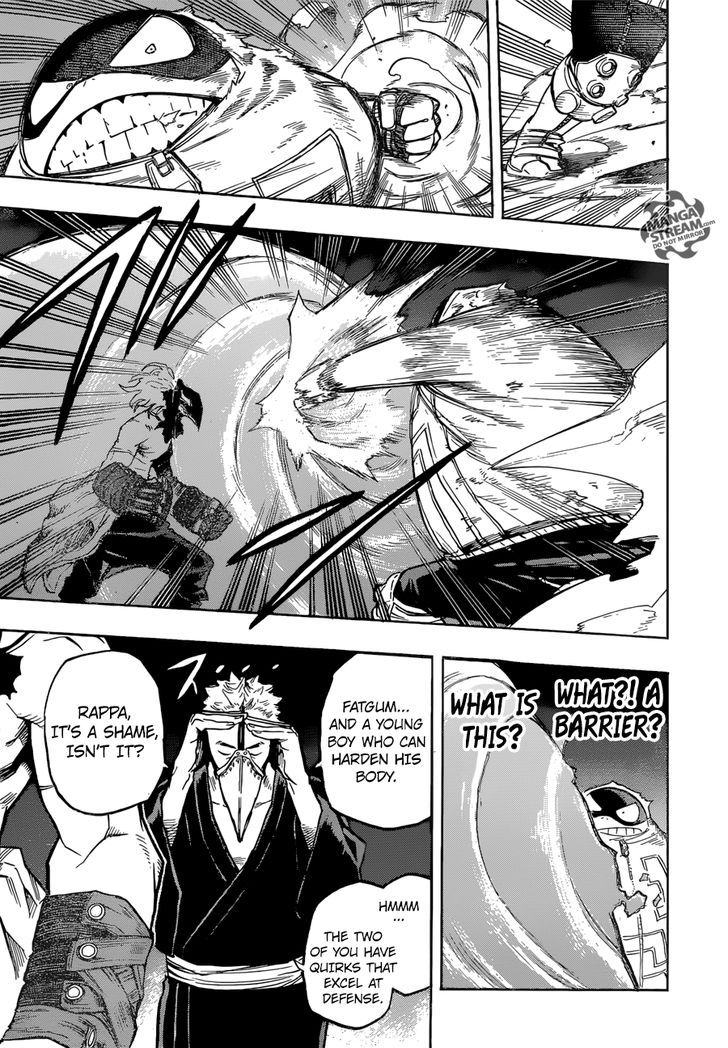 MANGA
STREAM.com
DO NOT MIRROR
WHAT?! A
BARRIER?
WHAT IS
THIS?
FATGUM...
AND A YOUNG
BOY WHO CAN
HARDEN HIS
BODY.
HMMM
...
THE TWO
OF YOU HAVE
QUIRKS THAT
EXCEL AT
DEFENSE.
RAPPA,
IT'S A SHAME,
ISN'T IT?